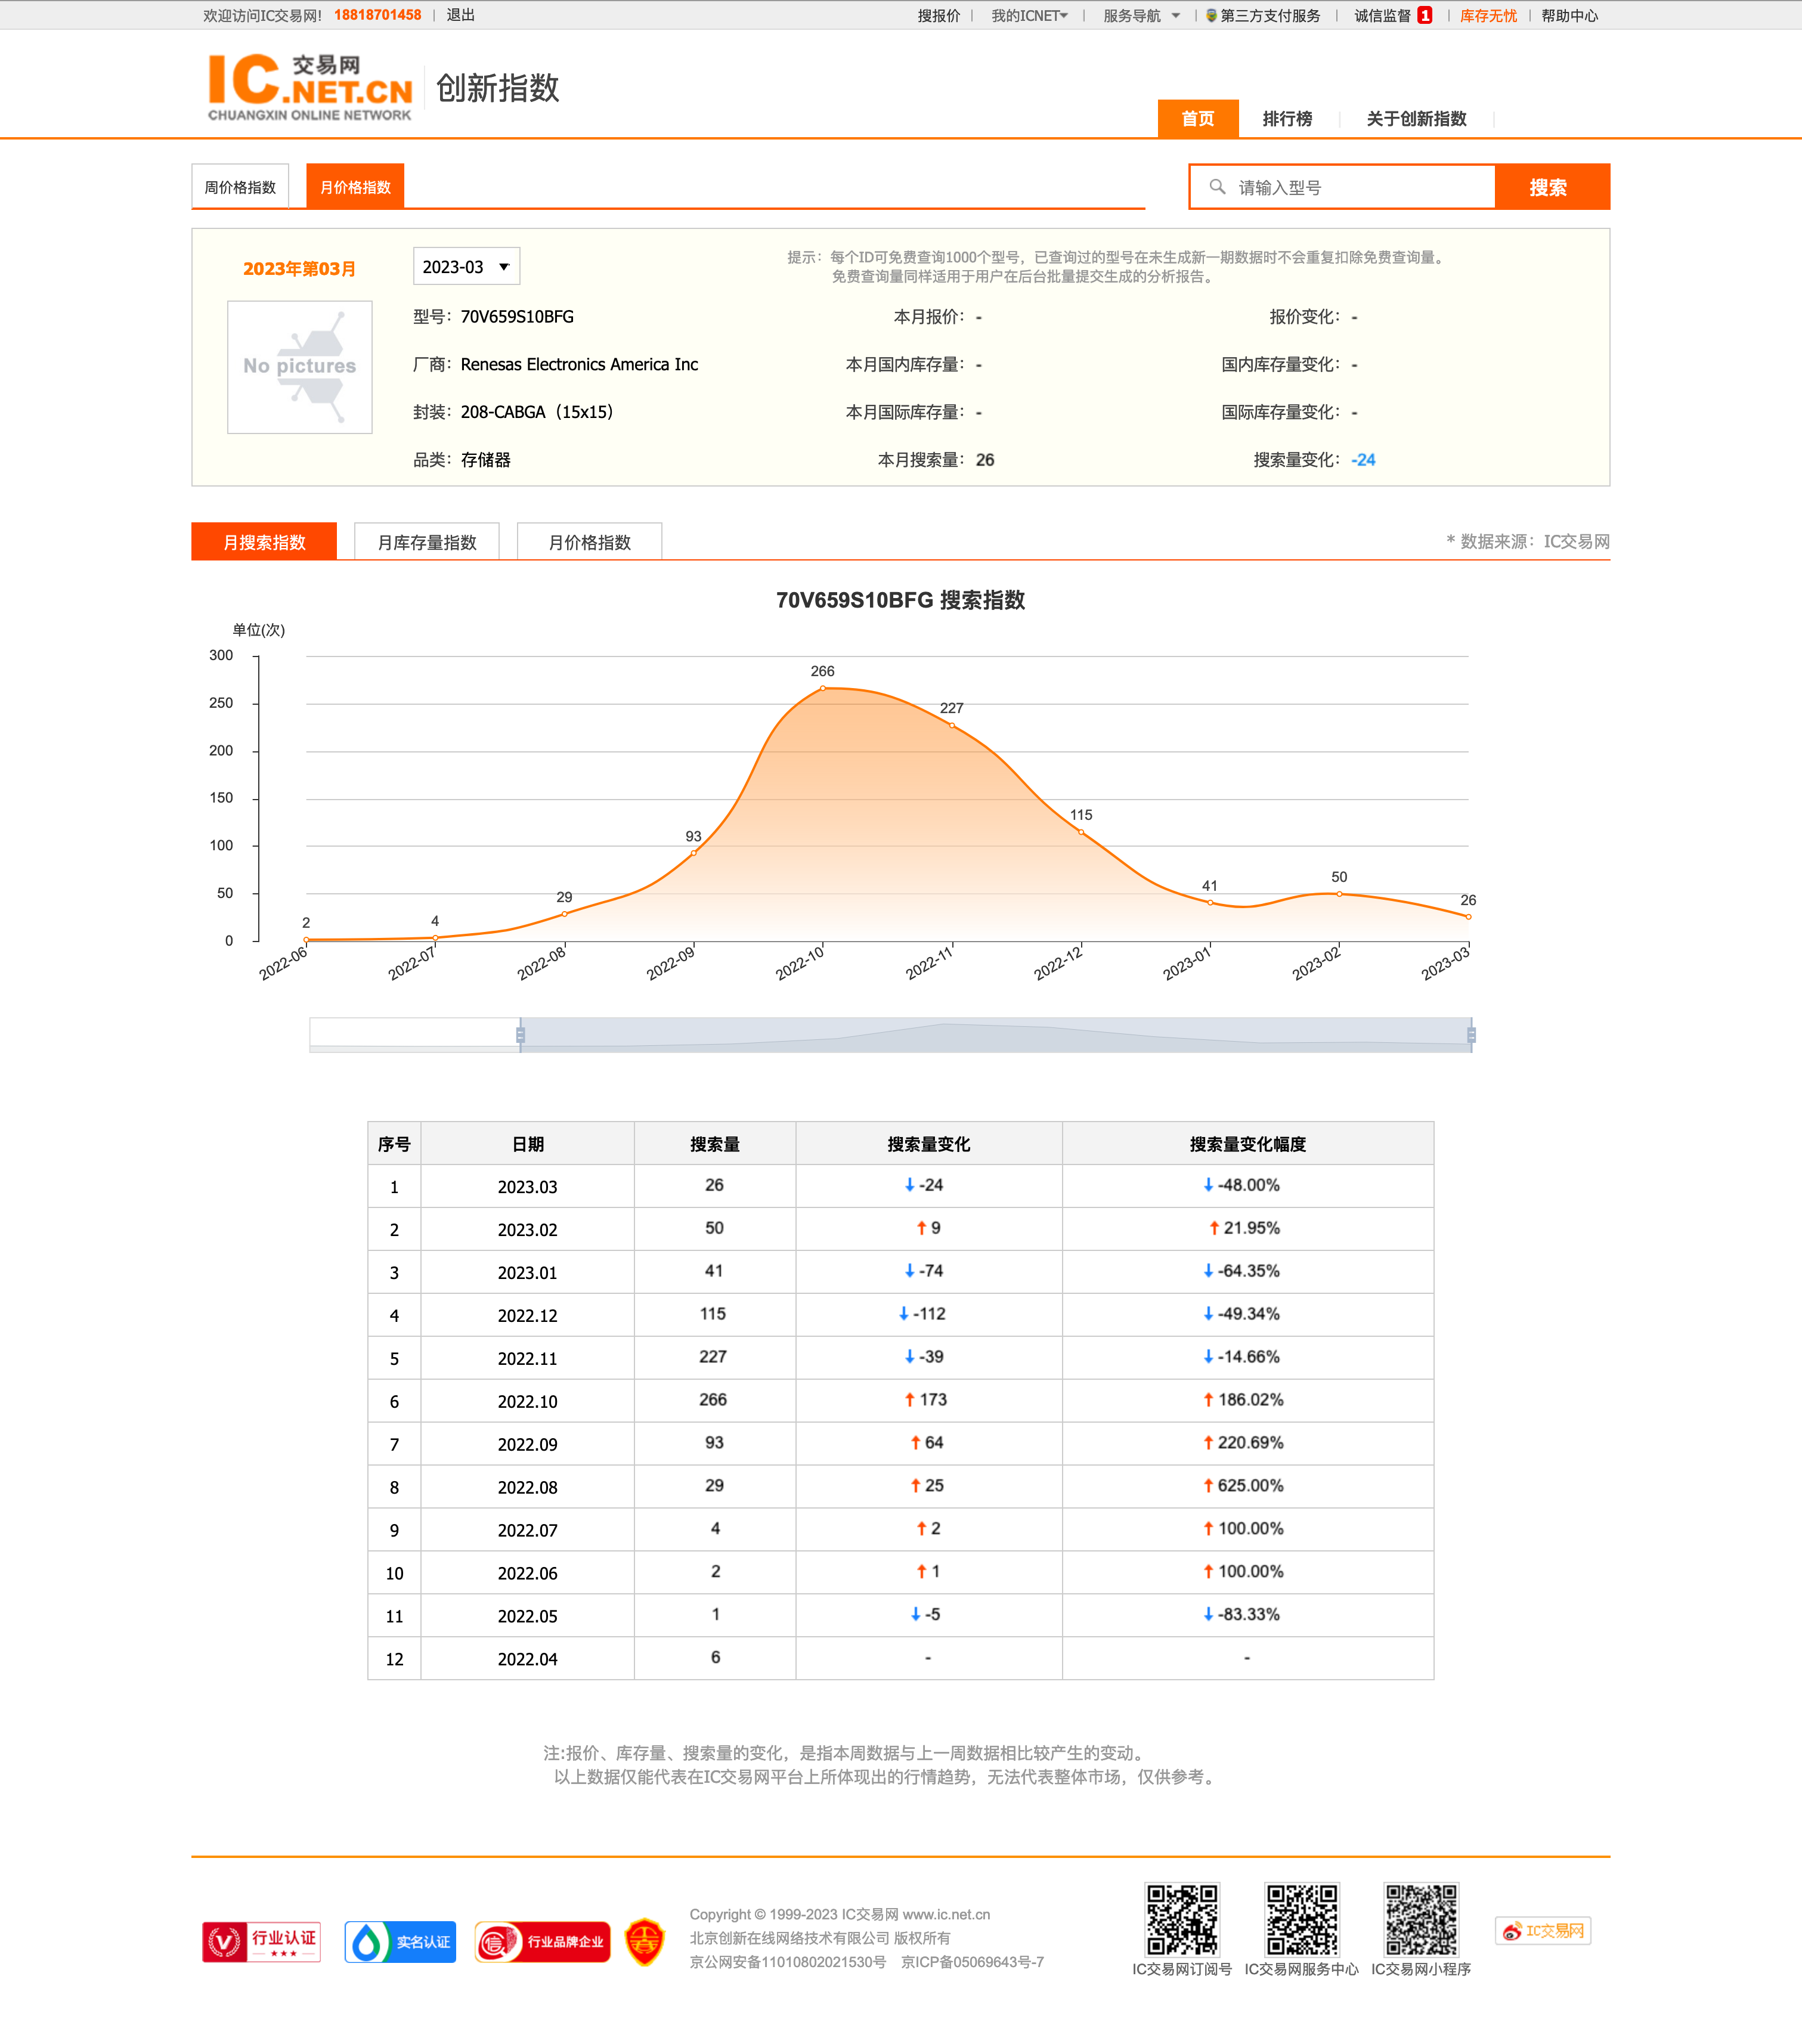 欢迎访问IC交易网! 18818701458 | 退出 搜报价 | 我的ICNET | 服务导航 | 第三方支付服务 | 诚信监督 1 | 库存无忧 | 帮助中心
IC交易网.NET.CN 创新指数
CHUANGXIN ONLINE NETWORK
首页 排行榜 关于创新指数
周价格指数 月价格指数 请输入型号 搜索
2023年第03月 2023-03 提示：每个ID可免费查询1000个型号，已查询过的型号在未生成新一期数据时不会重复扣除免费查询量。
免费查询量同样适用于用户在后台批量提交生成的分析报告。
No pictures
型号：70V659S10BFG 本月报价：- 报价变化：-
厂商：Renesas Electronics America Inc 本月国内库存量：- 国内库存量变化：-
封装：208-CABGA（15x15） 本月国际库存量：- 国际库存量变化：-
品类：存储器 本月搜索量：26 搜索量变化：-24
月搜索指数 月库存量指数 月价格指数 * 数据来源：IC交易网
70V659S10BFG 搜索指数
单位(次)
300
250
200
150
100
50
0
2 4 29 93 266 227 115 41 50 26
2022-06 2022-07 2022-08 2022-09 2022-10 2022-11 2022-12 2023-01 2023-02 2023-03
序号 日期 搜索量 搜索量变化 搜索量变化幅度
1 2023.03 26 ↓ -24 ↓ -48.00%
2 2023.02 50 ↑ 9 ↑ 21.95%
3 2023.01 41 ↓ -74 ↓ -64.35%
4 2022.12 115 ↓ -112 ↓ -49.34%
5 2022.11 227 ↓ -39 ↓ -14.66%
6 2022.10 266 ↑ 173 ↑ 186.02%
7 2022.09 93 ↑ 64 ↑ 220.69%
8 2022.08 29 ↑ 25 ↑ 625.00%
9 2022.07 4 ↑ 2 ↑ 100.00%
10 2022.06 2 ↑ 1 ↑ 100.00%
11 2022.05 1 ↓ -5 ↓ -83.33%
12 2022.04 6 - -
注:报价、库存量、搜索量的变化，是指本周数据与上一周数据相比较产生的变动。
以上数据仅能代表在IC交易网平台上所体现出的行情趋势，无法代表整体市场，仅供参考。
行业认证 实名认证 信 行业品牌企业
Copyright © 1999-2023 IC交易网 www.ic.net.cn
北京创新在线网络技术有限公司 版权所有
京公网安备11010802021530号 京ICP备05069643号-7
IC交易网订阅号 IC交易网服务中心 IC交易网小程序
IC交易网